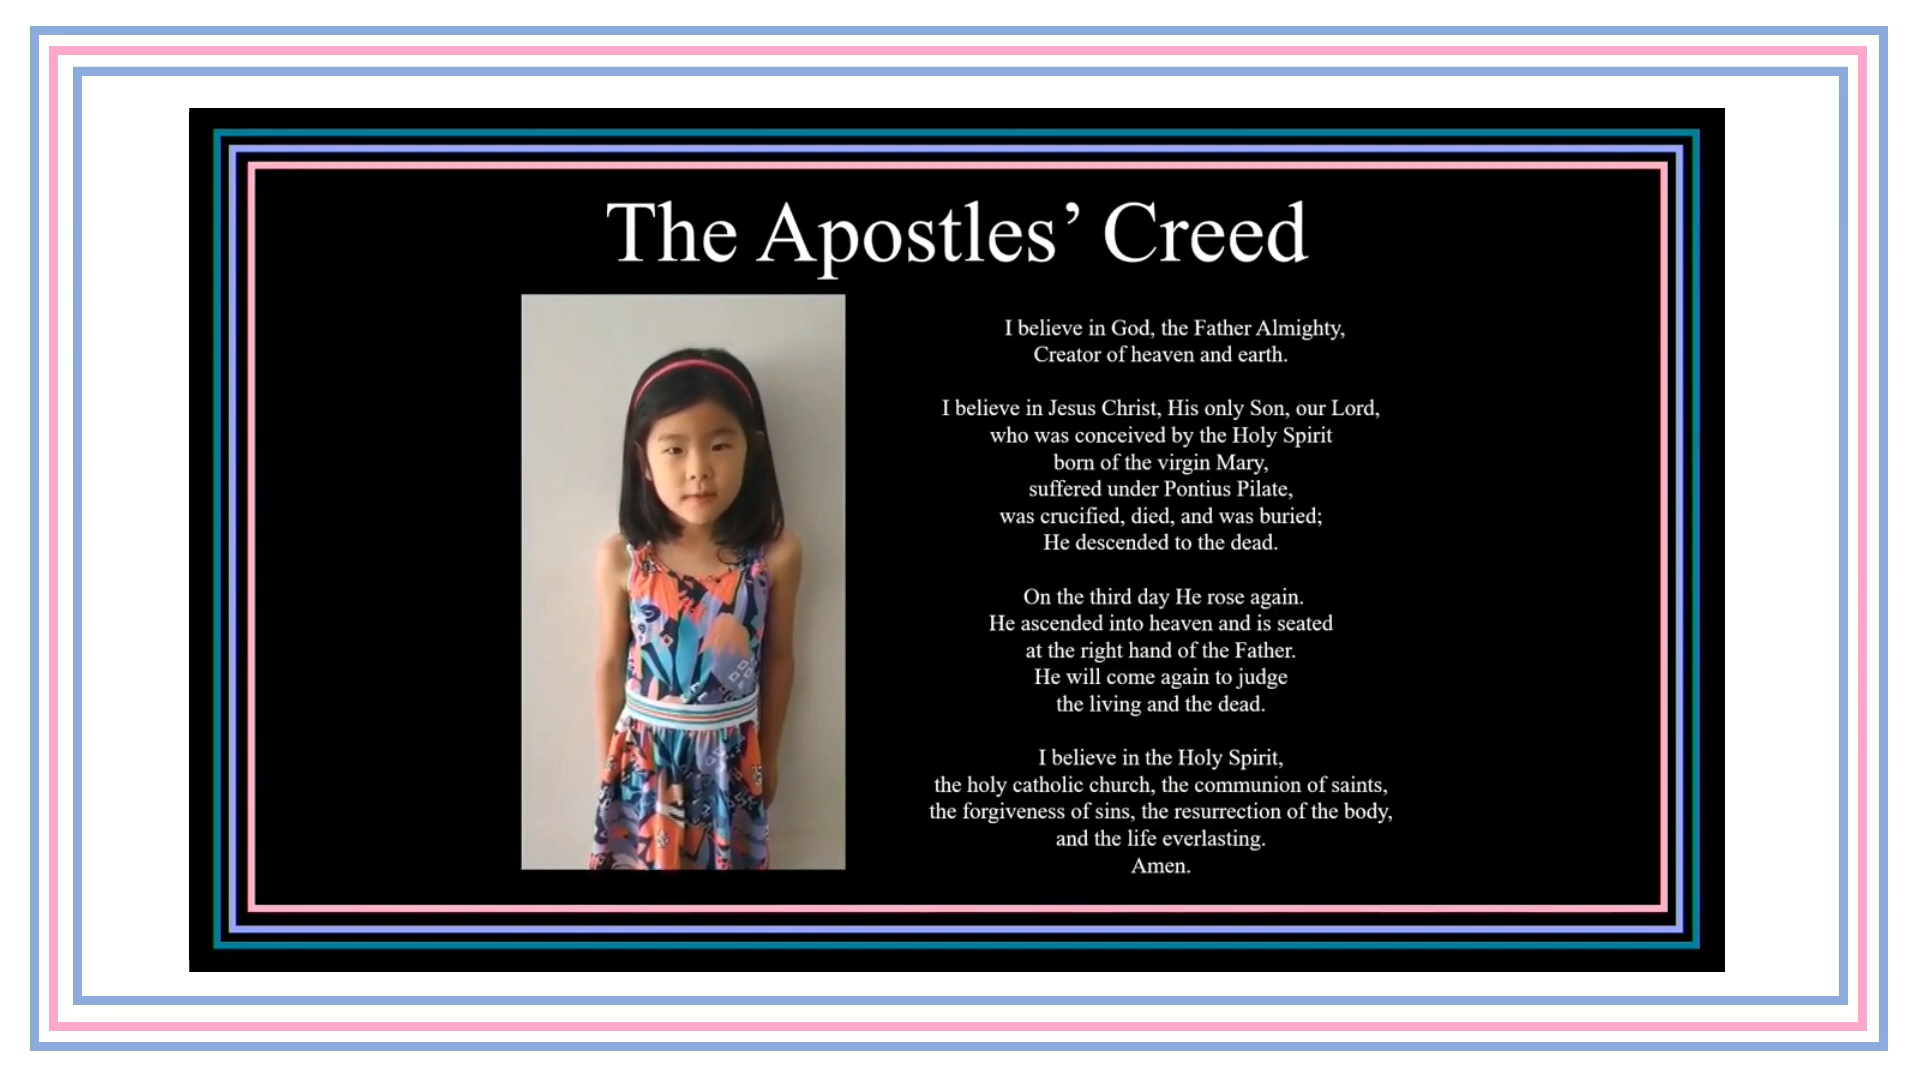 The Apostles’ Creed
I believe in God, the Father Almighty,
Creator of heaven and earth.
I believe in Jesus Christ, His only Son, our Lord,
who was conceived by the Holy Spirit
born of the virgin Mary,
suffered under Pontius Pilate,
was crucified, died, and was buried;
He descended to the dead.
On the third day He rose again.
He ascended into heaven and is seated
at the right hand of the Father.
He will come again to judge
the living and the dead.
I believe in the Holy Spirit,
the holy catholic church, the communion of saints,
the forgiveness of sins, the resurrection of the body,
and the life everlasting.
Amen.